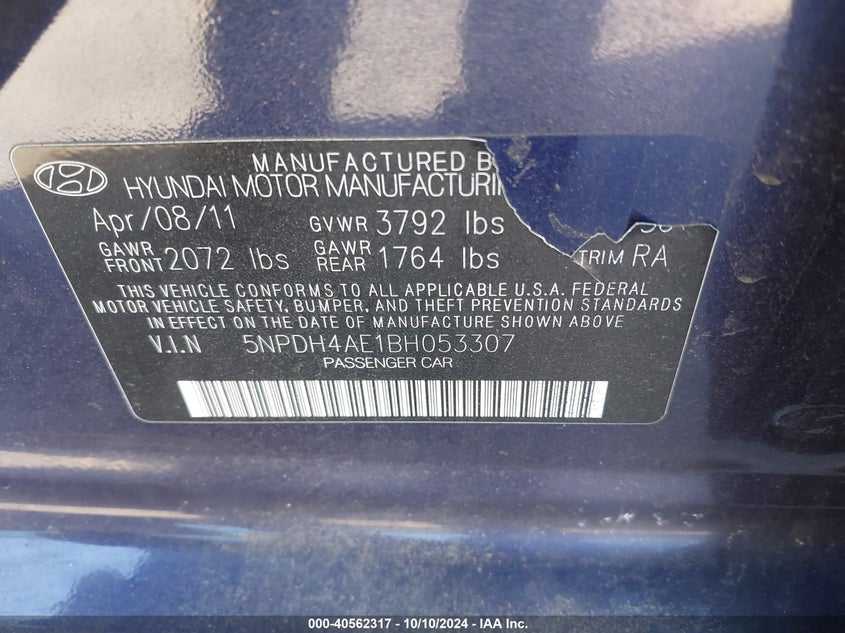 MANUFACTURED B
HYUNDAI MOTOR MANUFACTURIN
Apr/08/11 GVWR 3792 lbs
GAWR FRONT 2072 lbs GAWR REAR 1764 lbs TRIM RA
THIS VEHICLE CONFORMS TO ALL APPLICABLE U.S.A. FEDERAL
MOTOR VEHICLE SAFETY, BUMPER, AND THEFT PREVENTION STANDARDS
IN EFFECT ON THE DATE OF MANUFACTURE SHOWN ABOVE
V.I.N 5NPDH4AE1BH053307
PASSENGER CAR
000-40562317 - 10/10/2024 - IAA Inc.